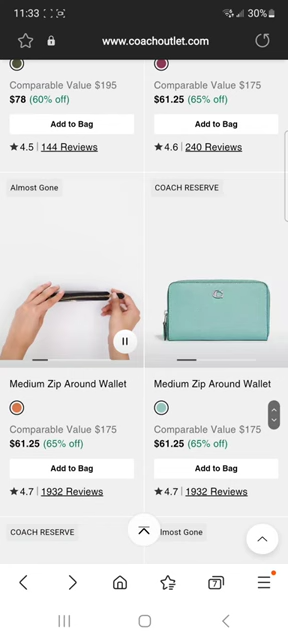 11:33
30%
www.coachoutlet.com
Comparable Value $195
$78 (60% off)
Add to Bag
4.5 | 144 Reviews
Comparable Value $175
$61.25 (65% off)
Add to Bag
4.6 | 240 Reviews
Almost Gone
Medium Zip Around Wallet
Comparable Value $175
$61.25 (65% off)
Add to Bag
4.7 | 1932 Reviews
COACH RESERVE
Medium Zip Around Wallet
Comparable Value $175
$61.25 (65% off)
Add to Bag
4.7 | 1932 Reviews
COACH RESERVE
lmost Gone
7